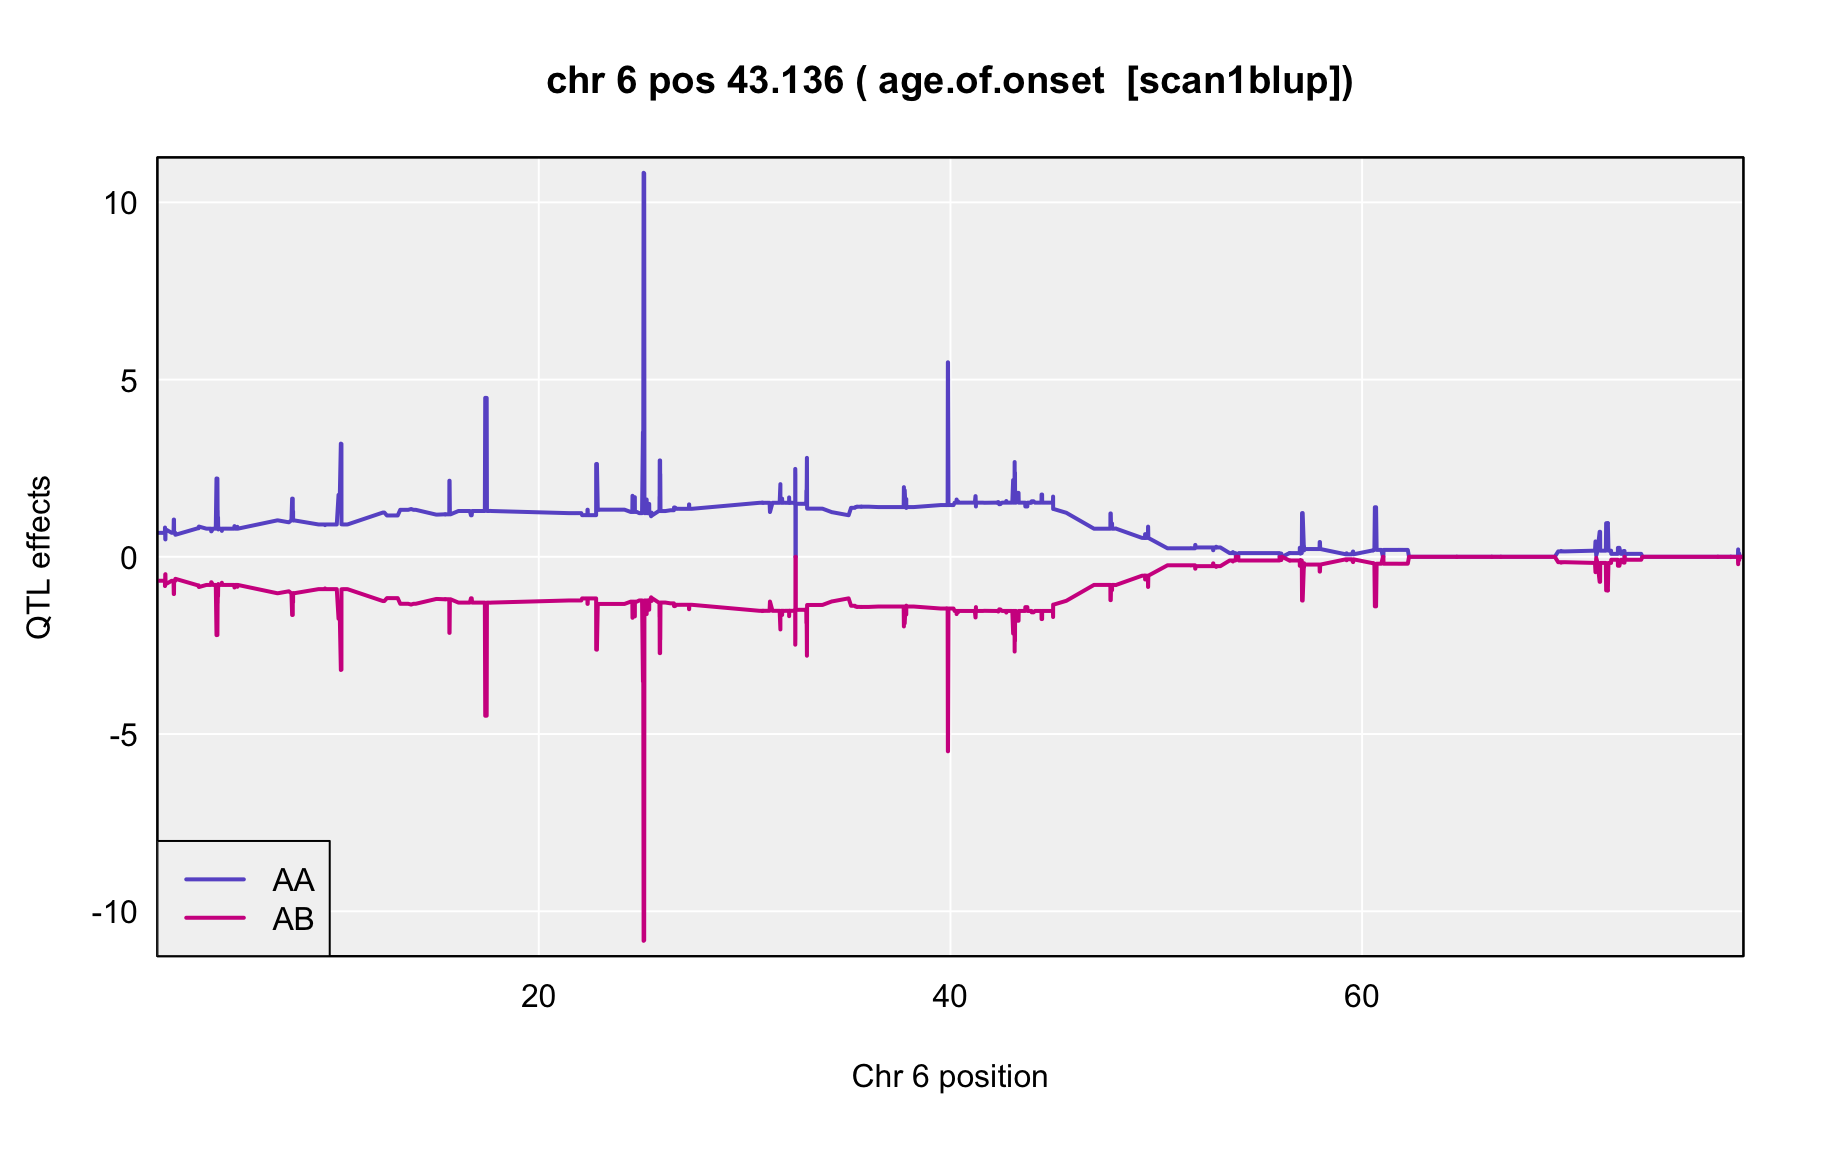 chr 6 pos 43.136 ( age.of.onset  [scan1blup])
QTL effects
10
5
0
-5
-10
AA
AB
20 40 60
Chr 6 position